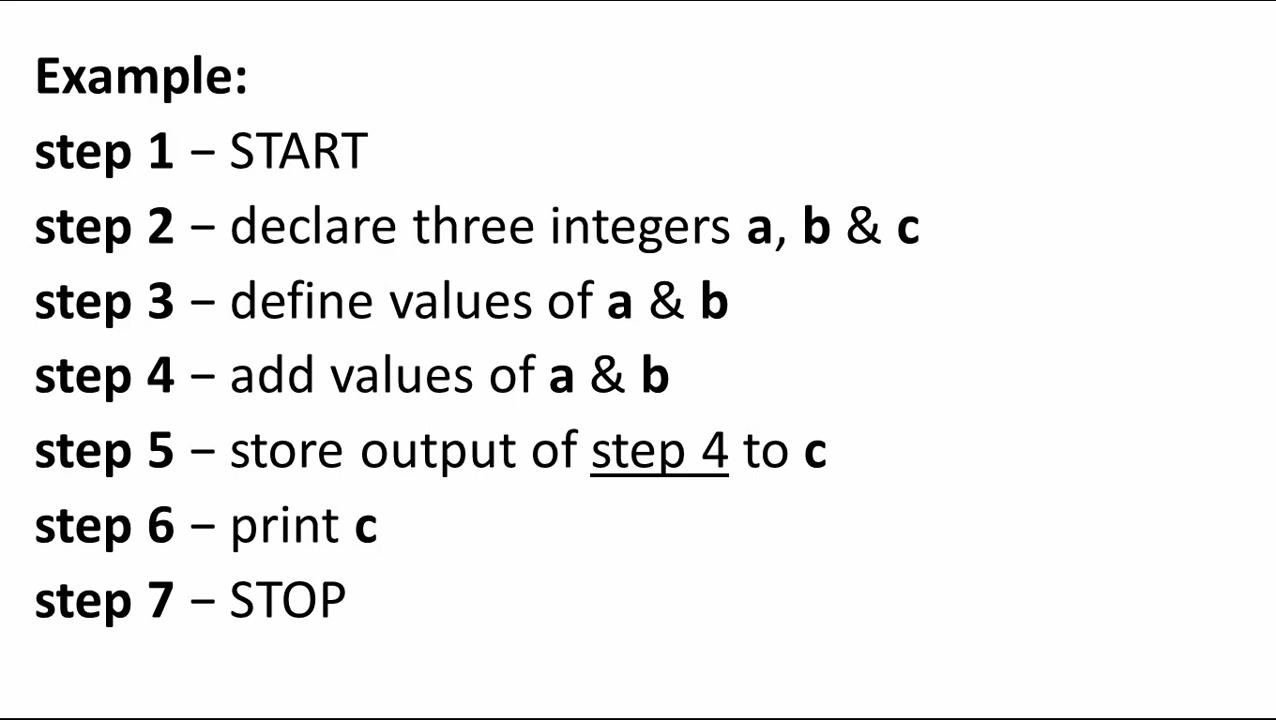 Example:
step 1 − START
step 2 − declare three integers a, b & c
step 3 − define values of a & b
step 4 − add values of a & b
step 5 − store output of step 4 to c
step 6 − print c
step 7 − STOP